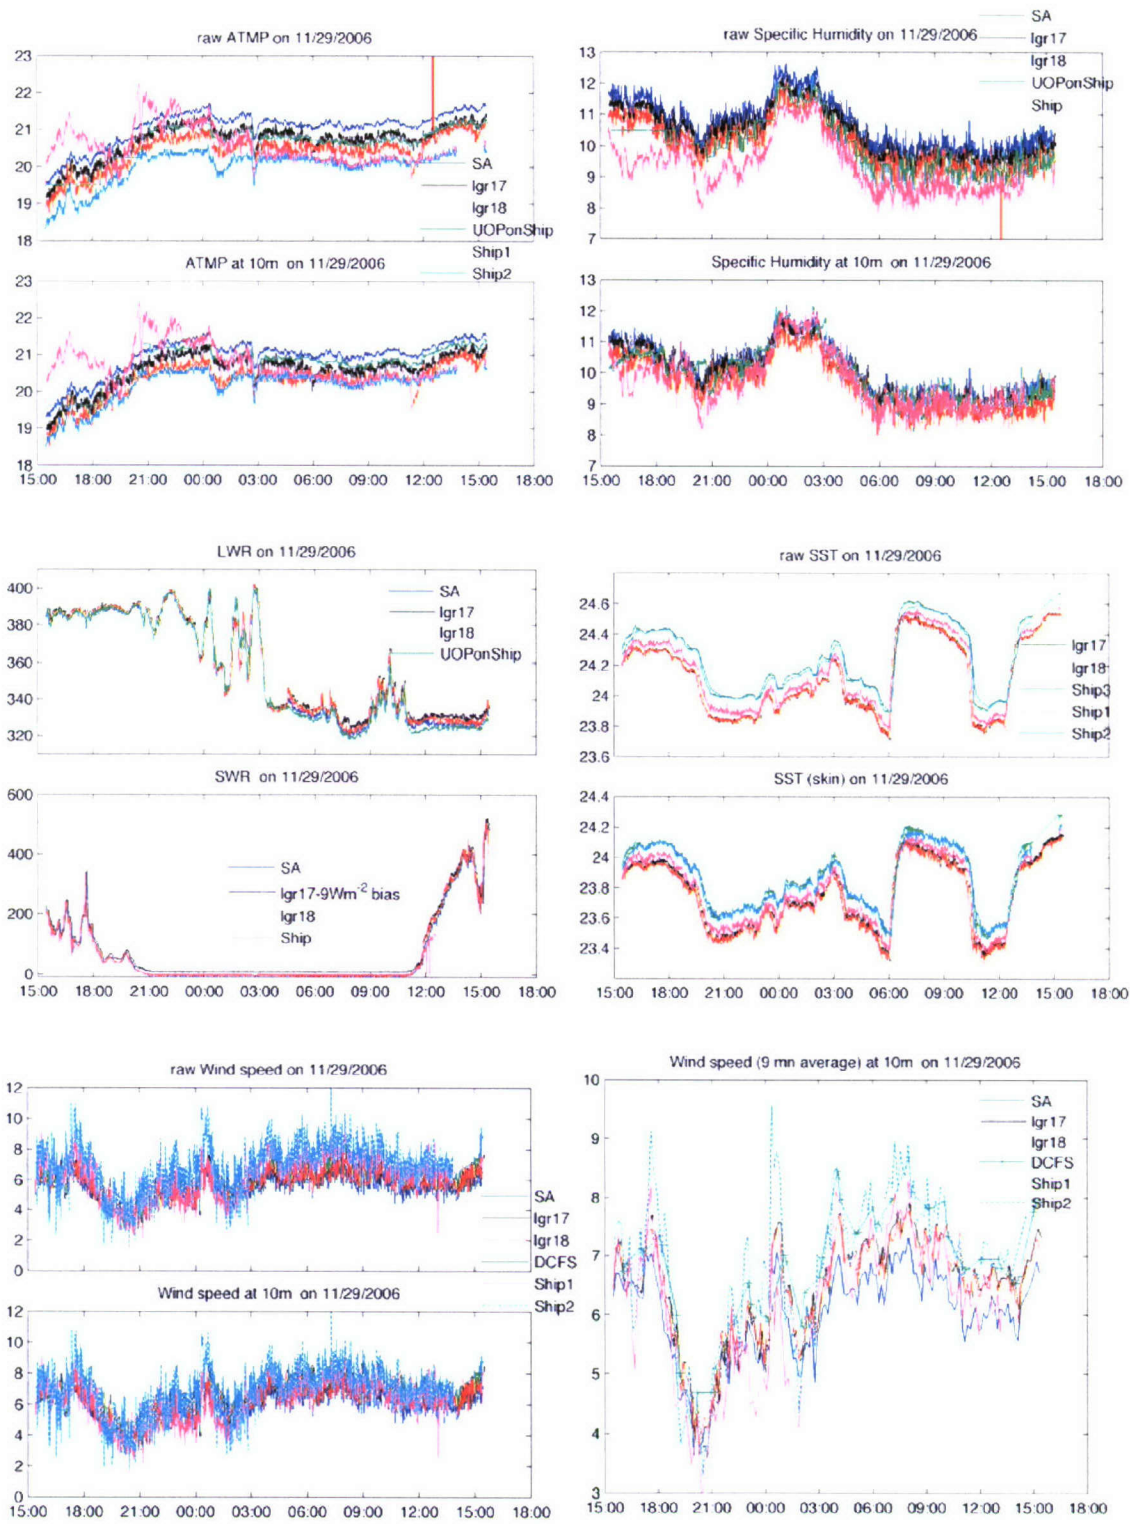 raw ATMP on 11/29/2006
23
22
21
20
19
18
SA
lgr17
lgr18
UOPonShip
Ship1
Ship2
ATMP at 10m on 11/29/2006
23
22
21
20
19
18
15:00 18:00 21:00 00:00 03:00 06:00 09:00 12:00 15:00 18:00
raw Specific Humidity on 11/29/2006
13
12
11
10
9
8
7
SA
lgr17
lgr18
UOPonShip
Ship
Specific Humidity at 10m on 11/29/2006
13
12
11
10
9
8
7
15:00 18:00 21:00 00:00 03:00 06:00 09:00 12:00 15:00 18:00
LWR on 11/29/2006
400
380
360
340
320
SA
lgr17
lgr18
UOPonShip
SWR on 11/29/2006
600
400
200
0
SA
lgr17-9Wm-2 bias
lgr18
Ship
15:00 18:00 21:00 00:00 03:00 06:00 09:00 12:00 15:00 18:00
raw SST on 11/29/2006
24.6
24.4
24.2
24
23.8
23.6
lgr17
lgr18
Ship3
Ship1
Ship2
SST (skin) on 11/29/2006
24.4
24.2
24
23.8
23.6
23.4
15:00 18:00 21:00 00:00 03:00 06:00 09:00 12:00 15:00 18:00
raw Wind speed on 11/29/2006
12
10
8
6
4
2
0
SA
lgr17
lgr18
DCFS
Ship1
Ship2
Wind speed at 10m on 11/29/2006
12
10
8
6
4
2
0
15:00 18:00 21:00 00:00 03:00 06:00 09:00 12:00 15:00 18:00
Wind speed (9 mn average) at 10m on 11/29/2006
10
9
8
7
6
5
4
3
SA
lgr17
lgr18
DCFS
Ship1
Ship2
15:00 18:00 21:00 00:00 03:00 06:00 09:00 12:00 15:00 18:00